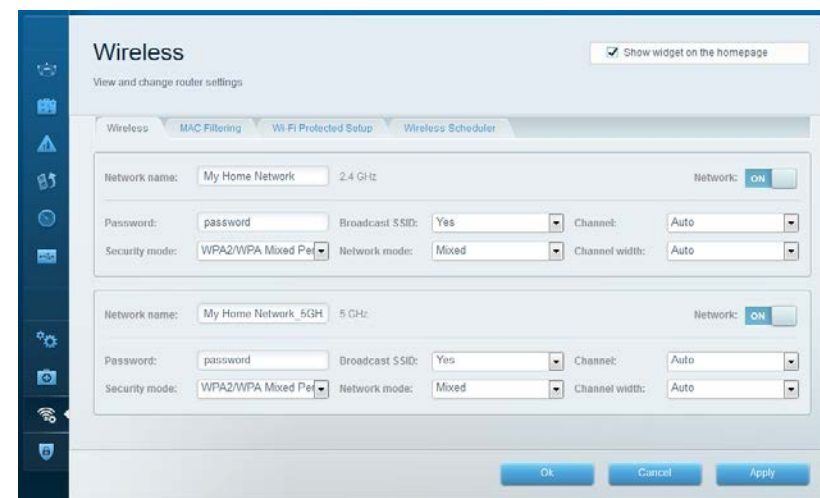 Wireless
Show widget on the homepage
View and change router settings
Wireless MAC Filtering Wi-Fi Protected Setup Wireless Scheduler
Network name: My Home Network 2.4 GHz Network: ON
Password: password Broadcast SSID: Yes Channel: Auto
Security mode: WPA2/WPA Mixed Per Network mode: Mixed Channel width: Auto
Network name: My Home Network_5GH 5 GHz Network: ON
Password: password Broadcast SSID: Yes Channel: Auto
Security mode: WPA2/WPA Mixed Per Network mode: Mixed Channel width: Auto
Ok Cancel Apply